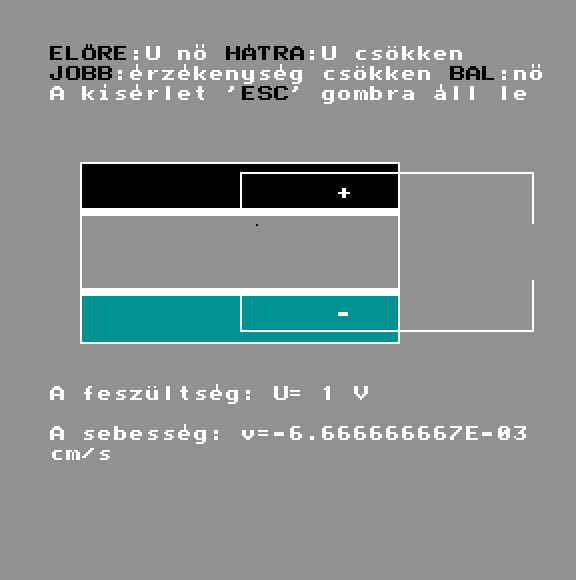 ELÖRE:U nö HÁTRA:U csökken
JOBB:érzékenység csökken BAL:nö
A kisérlet 'ESC' gombra áll le
+
-
A feszültség: U= 1 V
A sebesség: v=-6.666666667E-03
cm/s